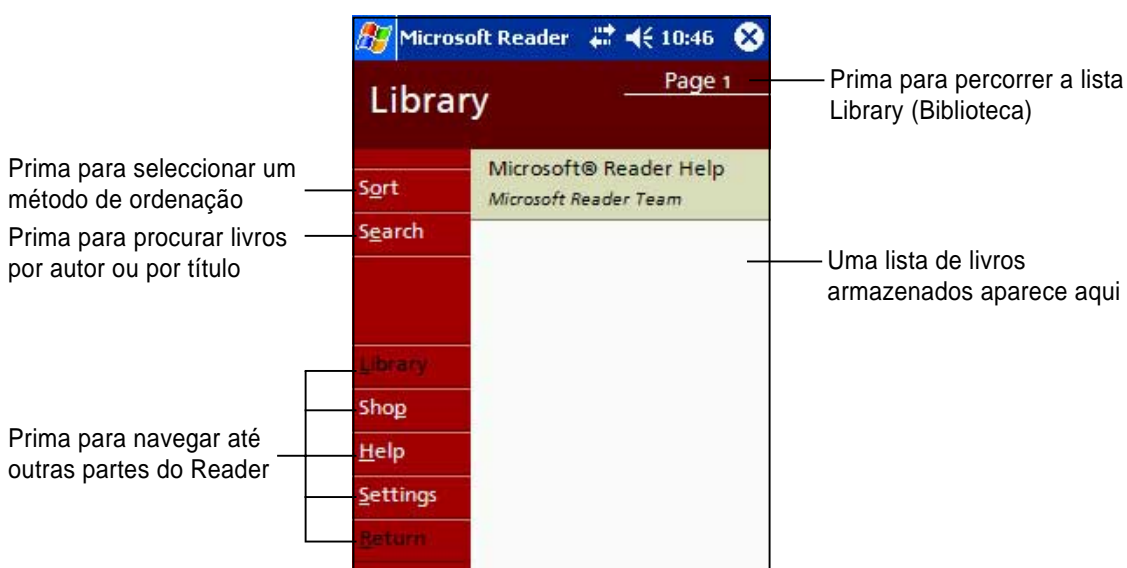 Microsoft Reader 10:46
Library
Page 1
Prima para percorrer a lista
Library (Biblioteca)
Prima para seleccionar um
método de ordenação
Prima para procurar livros
por autor ou por título
Sort
Search
Microsoft® Reader Help
Microsoft Reader Team
Uma lista de livros
armazenados aparece aqui
Library
Shop
Help
Settings
Return
Prima para navegar até
outras partes do Reader